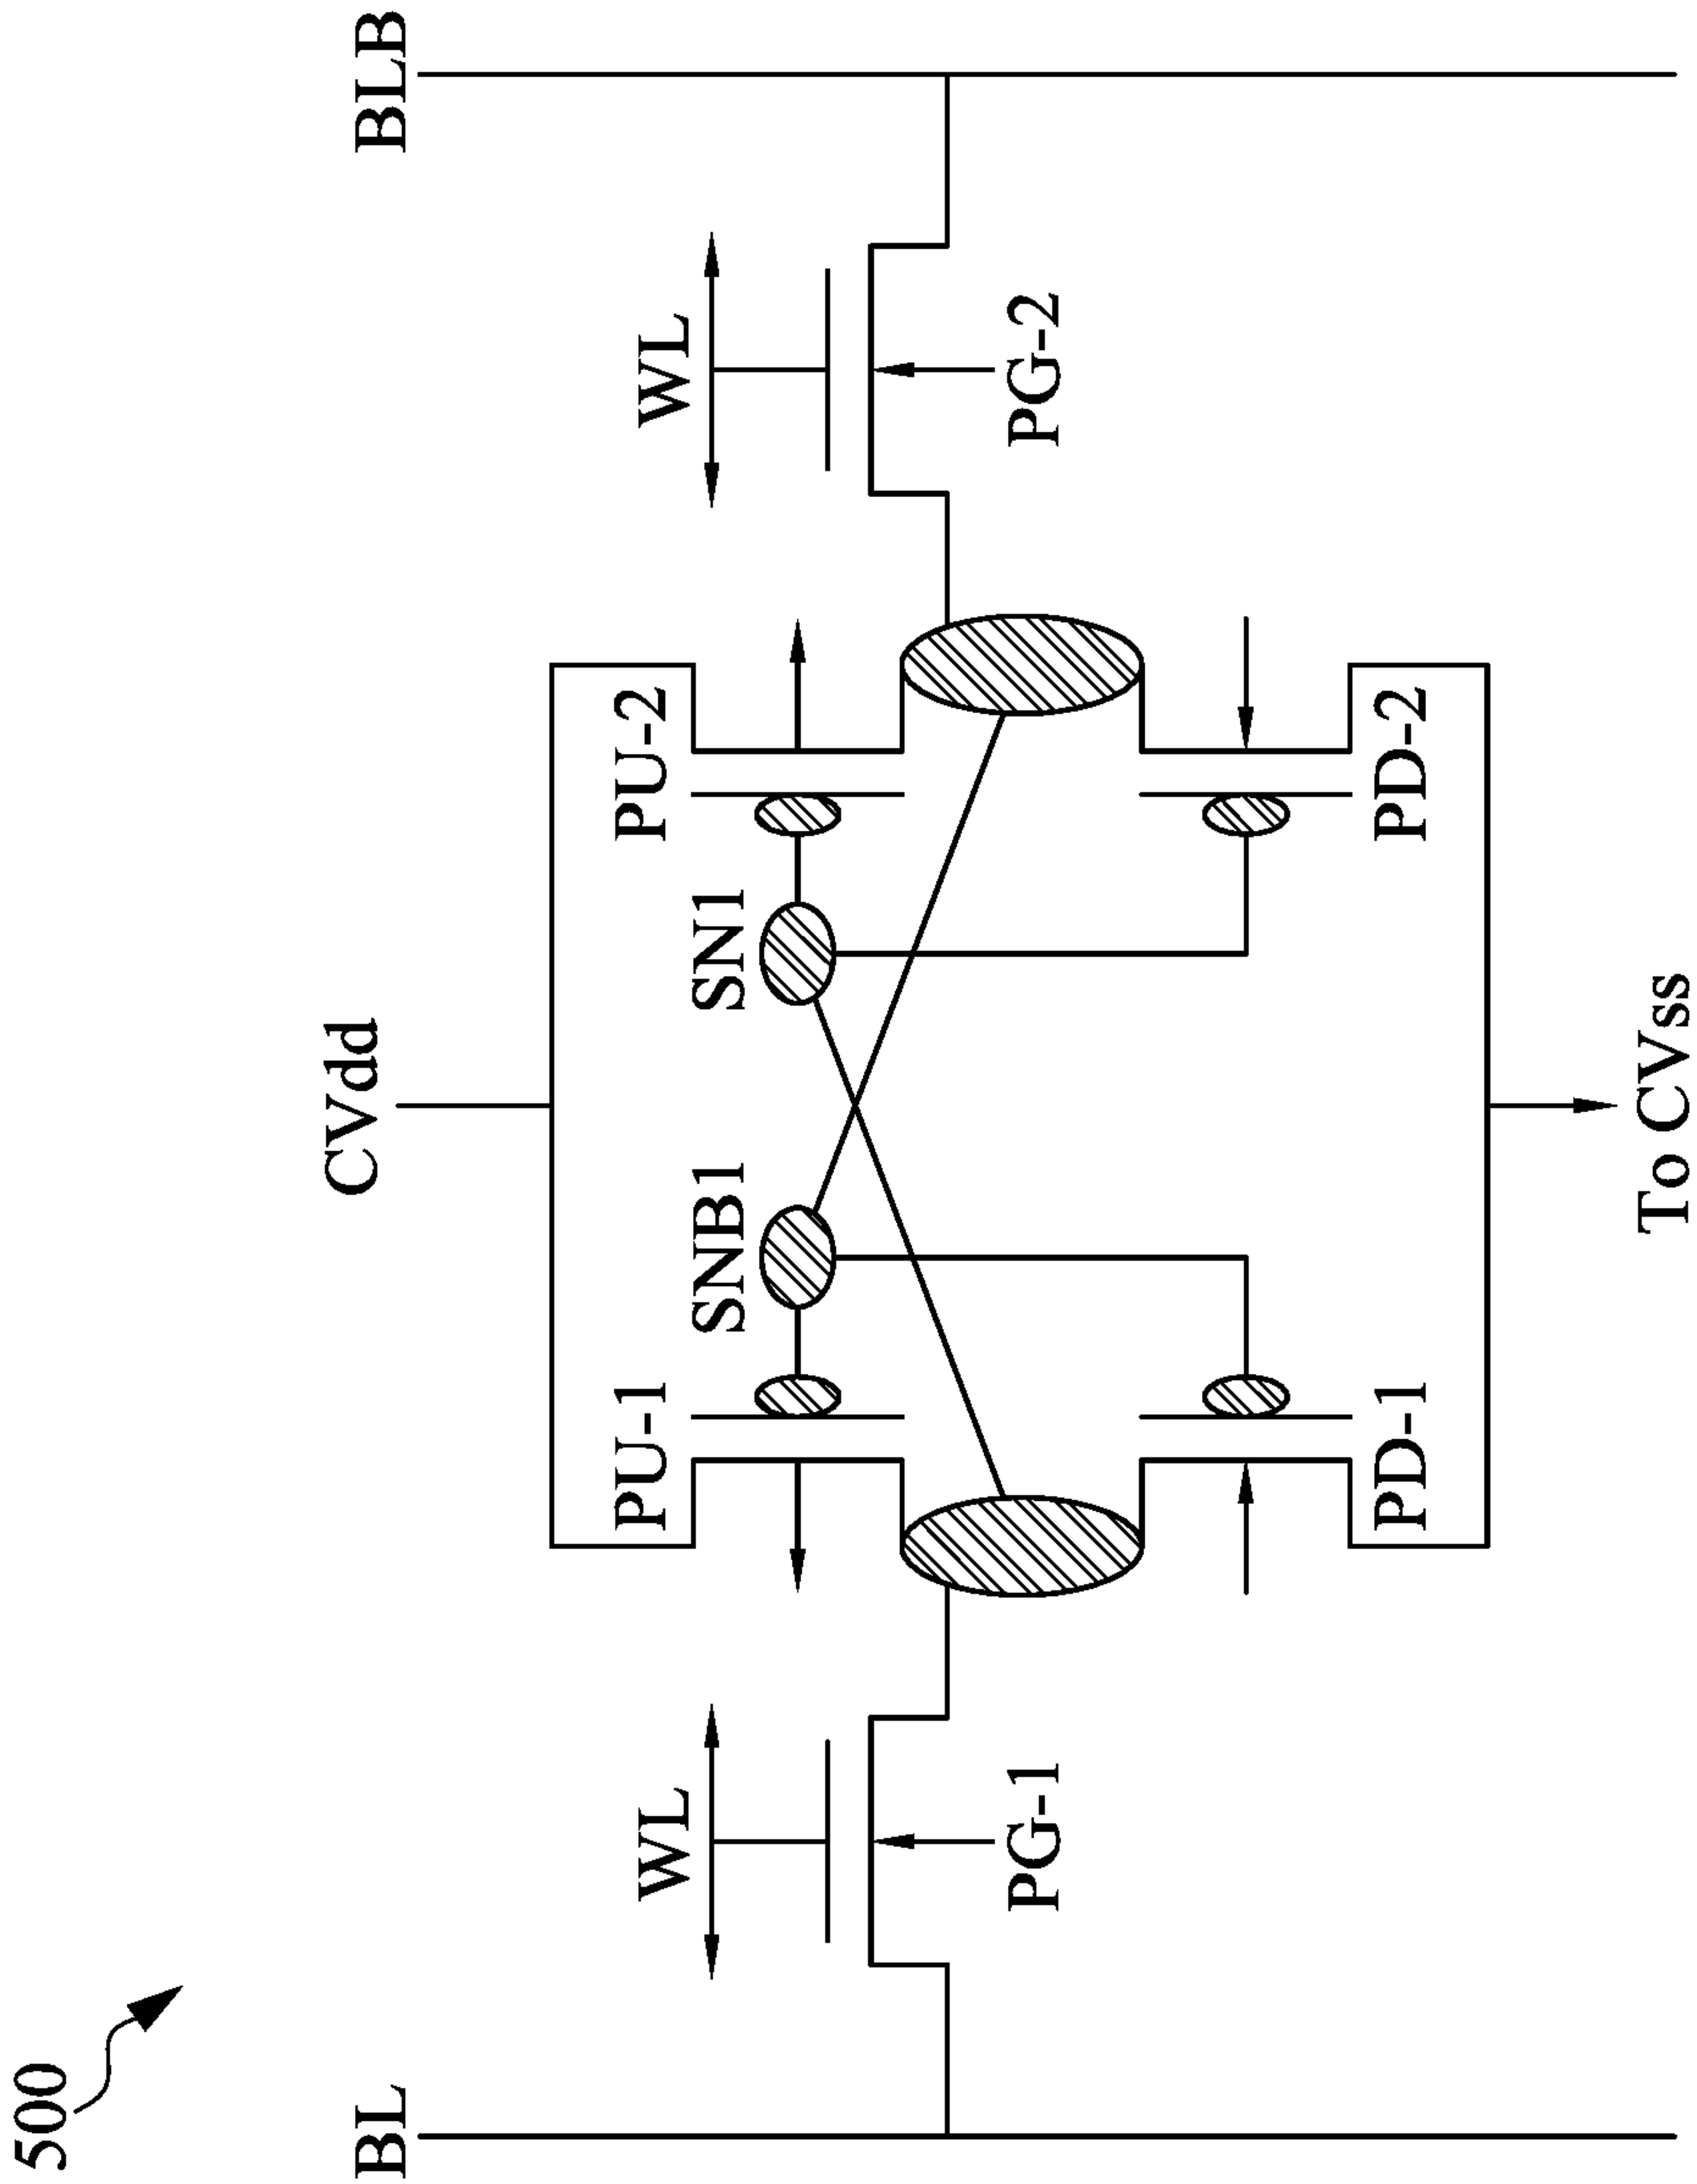 500
BL
CVdd
BLB
WL
PU-1
PU-2
WL
SNB1
SN1
PG-1
PG-2
PD-1
PD-2
To CVss